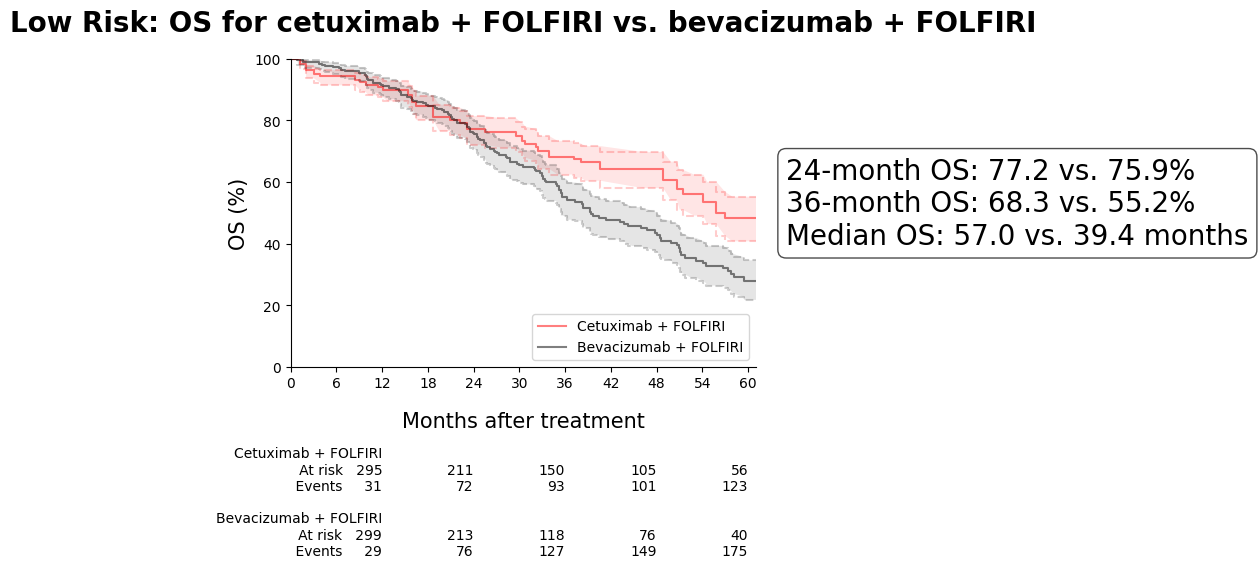 Low Risk: OS for cetuximab + FOLFIRI vs. bevacizumab + FOLFIRI
100
80
60
40
20
0
OS (%)
Cetuximab + FOLFIRI
Bevacizumab + FOLFIRI
0 6 12 18 24 30 36 42 48 54 60
Months after treatment
24-month OS: 77.2 vs. 75.9%
36-month OS: 68.3 vs. 55.2%
Median OS: 57.0 vs. 39.4 months
Cetuximab + FOLFIRI
At risk 295 211 150 105 56
Events 31 72 93 101 123
Bevacizumab + FOLFIRI
At risk 299 213 118 76 40
Events 29 76 127 149 175